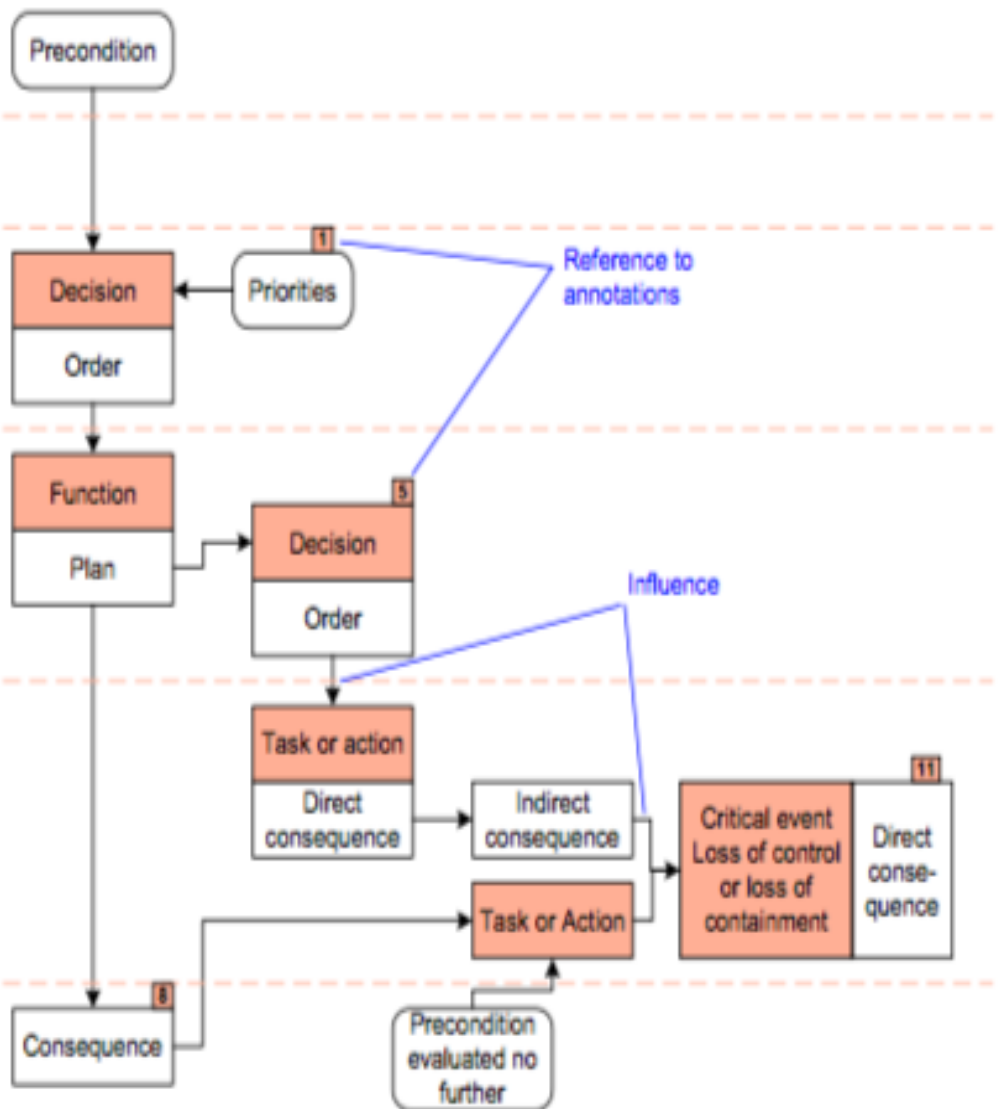 Precondition
1
Decision
Priorities
Order
Reference to
annotations
Function
Plan
5
Decision
Order
Influence
Task or action
Direct
consequence
Indirect
consequence
11
Critical event
Loss of control
or loss of
containment
Direct
conse-
quence
Task or Action
8
Consequence
Precondition
evaluated no
further